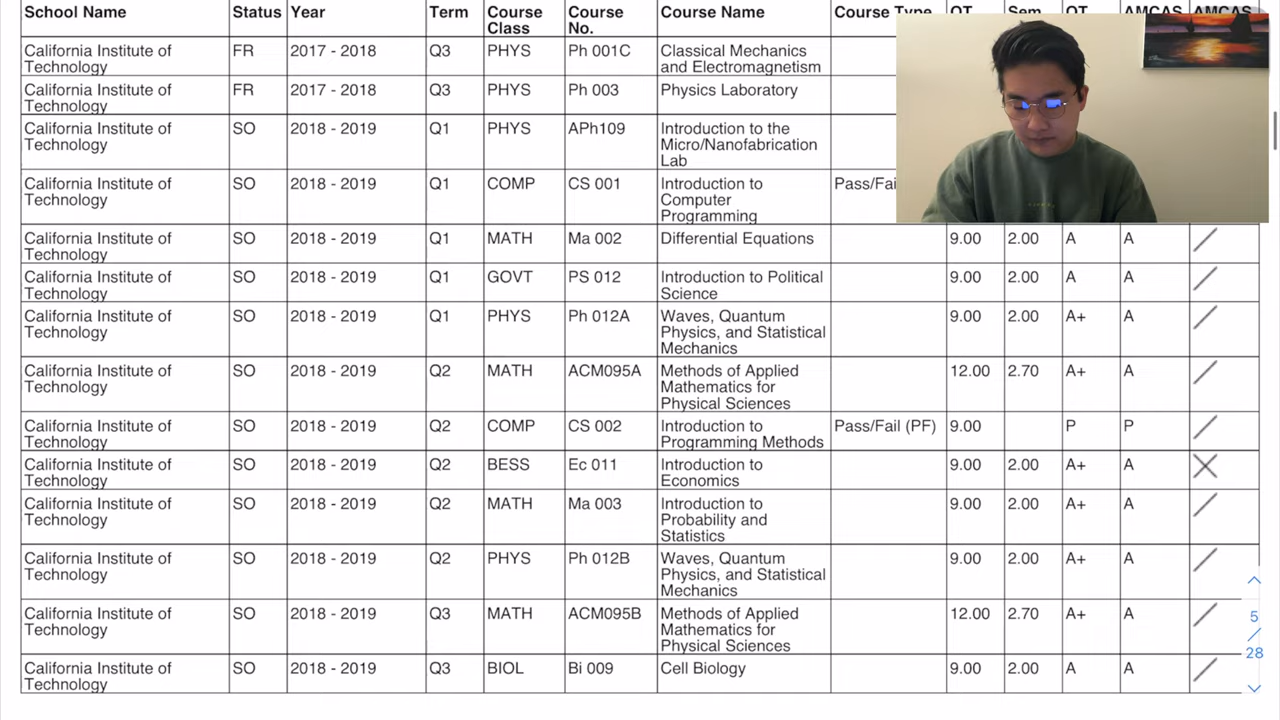 School Name Status Year Term Course Class Course No. Course Name Course Type OT Sem OT AMCAS AMCAS
California Institute of Technology FR 2017 - 2018 Q3 PHYS Ph 001C Classical Mechanics and Electromagnetism
California Institute of Technology FR 2017 - 2018 Q3 PHYS Ph 003 Physics Laboratory
California Institute of Technology SO 2018 - 2019 Q1 PHYS APh109 Introduction to the Micro/Nanofabrication Lab
California Institute of Technology SO 2018 - 2019 Q1 COMP CS 001 Introduction to Computer Programming Pass/Fai
California Institute of Technology SO 2018 - 2019 Q1 MATH Ma 002 Differential Equations 9.00 2.00 A A
California Institute of Technology SO 2018 - 2019 Q1 GOVT PS 012 Introduction to Political Science 9.00 2.00 A A
California Institute of Technology SO 2018 - 2019 Q1 PHYS Ph 012A Waves, Quantum Physics, and Statistical Mechanics 9.00 2.00 A+ A
California Institute of Technology SO 2018 - 2019 Q2 MATH ACM095A Methods of Applied Mathematics for Physical Sciences 12.00 2.70 A+ A
California Institute of Technology SO 2018 - 2019 Q2 COMP CS 002 Introduction to Programming Methods Pass/Fail (PF) 9.00 P P
California Institute of Technology SO 2018 - 2019 Q2 BESS Ec 011 Introduction to Economics 9.00 2.00 A+ A
California Institute of Technology SO 2018 - 2019 Q2 MATH Ma 003 Introduction to Probability and Statistics 9.00 2.00 A+ A
California Institute of Technology SO 2018 - 2019 Q2 PHYS Ph 012B Waves, Quantum Physics, and Statistical Mechanics 9.00 2.00 A+ A
California Institute of Technology SO 2018 - 2019 Q3 MATH ACM095B Methods of Applied Mathematics for Physical Sciences 12.00 2.70 A+ A
California Institute of Technology SO 2018 - 2019 Q3 BIOL Bi 009 Cell Biology 9.00 2.00 A A
5 / 28